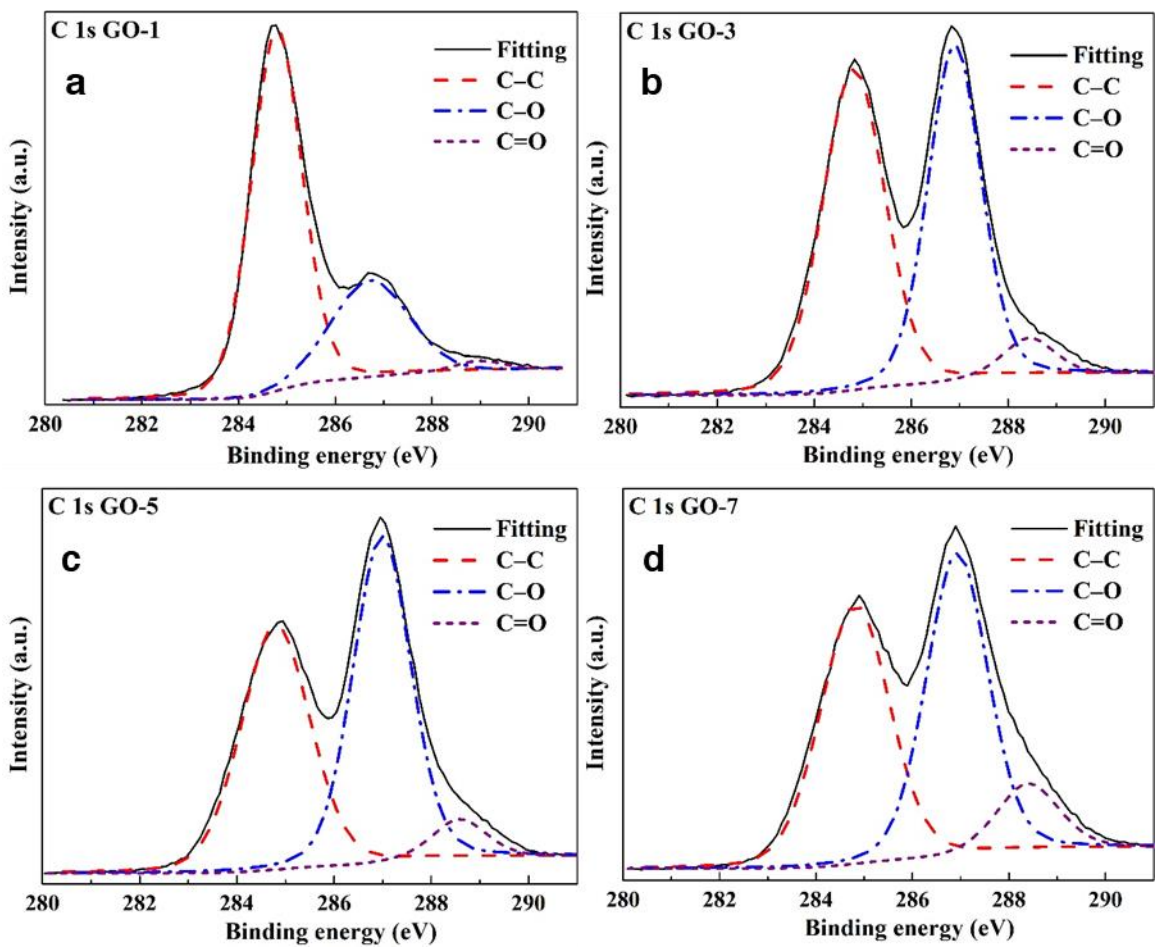 C 1s GO-1
a
Fitting
C–C
C–O
C=O
Intensity (a.u.)
280 282 284 286 288 290
Binding energy (eV)
C 1s GO-3
b
Fitting
C–C
C–O
C=O
Intensity (a.u.)
280 282 284 286 288 290
Binding energy (eV)
C 1s GO-5
c
Fitting
C–C
C–O
C=O
Intensity (a.u.)
280 282 284 286 288 290
Binding energy (eV)
C 1s GO-7
d
Fitting
C–C
C–O
C=O
Intensity (a.u.)
280 282 284 286 288 290
Binding energy (eV)